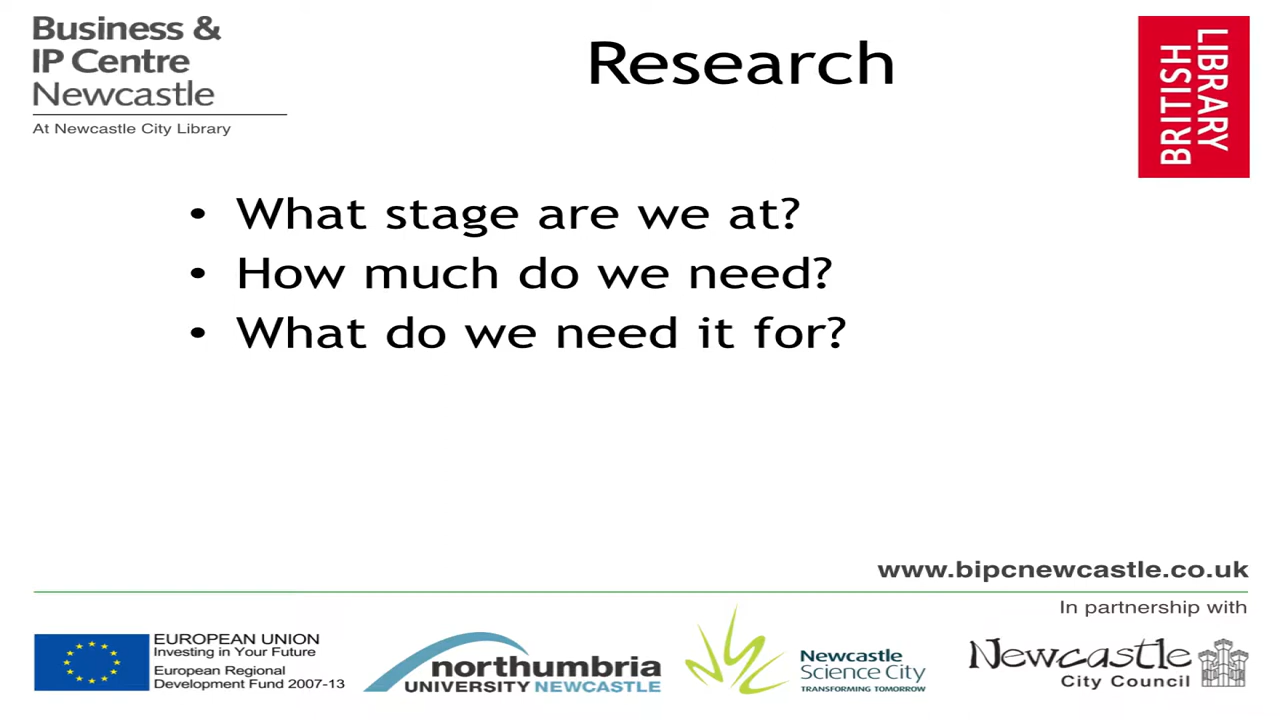 Business &
IP Centre
Newcastle
At Newcastle City Library
Research
LIBRARY
BRITISH
• What stage are we at?
• How much do we need?
• What do we need it for?
www.bipcnewcastle.co.uk
In partnership with
EUROPEAN UNION
Investing in Your Future
European Regional
Development Fund 2007-13
northumbria
UNIVERSITY NEWCASTLE
Newcastle
Science City
TRANSFORMING TOMORROW
Newcastle
City Council